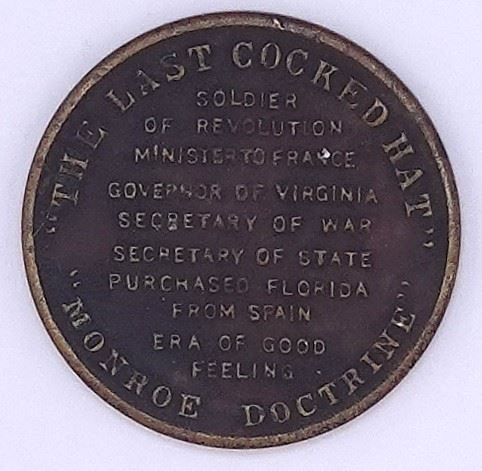 "THE LAST COCKED HAT"
SOLDIER
OF REVOLUTION
MINISTER TO FRANCE
GOVERNOR OF VIRGINIA
SECRETARY OF WAR
SECRETARY OF STATE
PURCHASED FLORIDA
FROM SPAIN
ERA OF GOOD
FEELING
"MONROE DOCTRINE"